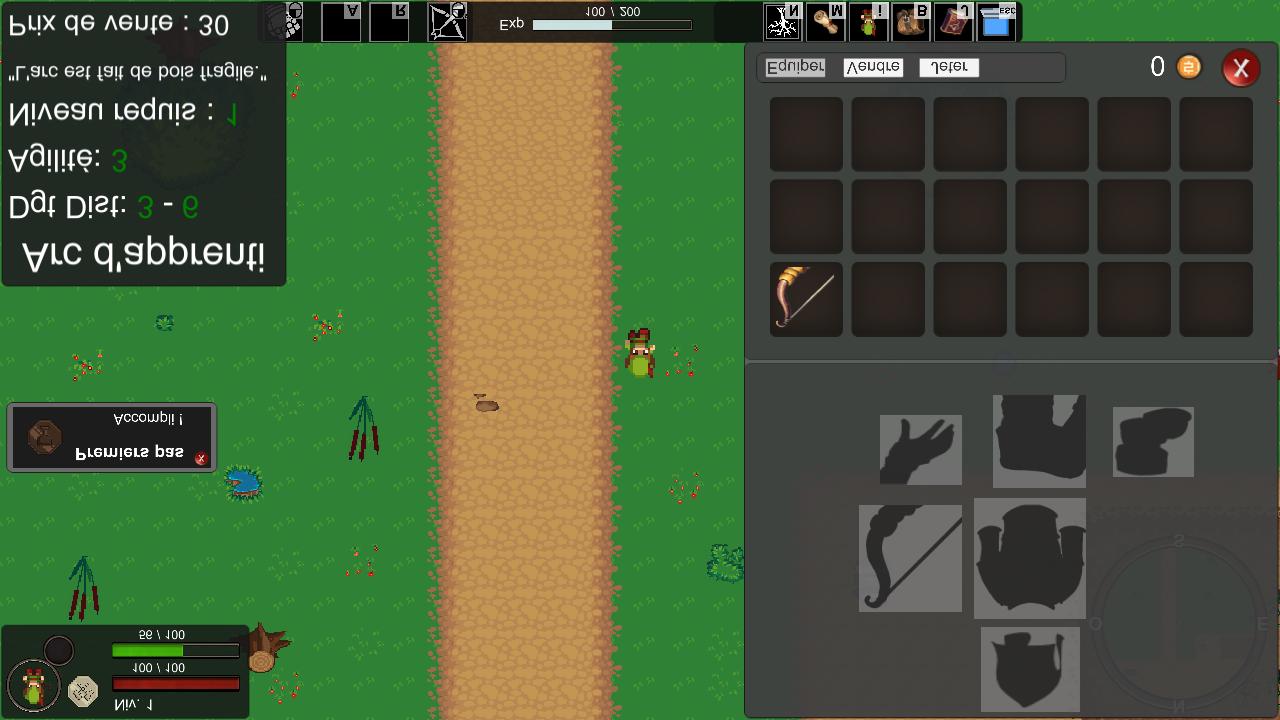 Niv. 1
100 / 100
56 / 100
N
O
E
S
Premiers pas
Accompli !
Arc d'apprenti
Dgt Dist: 3 - 6
Agilité: 3
Niveau requis : 1
"L'arc est fait de bois fragile."
Prix de vente : 30
Equiper
Vendre
Jeter
0
A
R
Exp
100 / 200
N
M
I
B
J
ESC